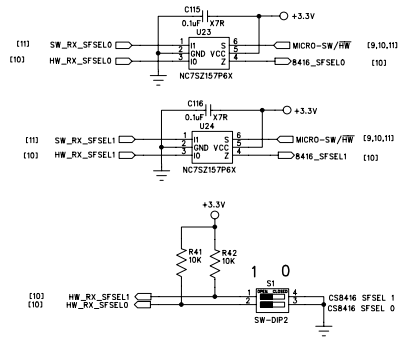 C115
0.1uF X7R
+3.3V
U23
[11] SW_RX_SFSEL0 1 I1 S 6 MICRO-SW/HW [9,10,11]
2 GND VCC 5
[10] HW_RX_SFSEL0 3 I0 Z 4 8416_SFSEL0 [10]
NC7SZ157P6X
C116
0.1uF X7R
+3.3V
U24
[11] SW_RX_SFSEL1 1 I1 S 6 MICRO-SW/HW [9,10,11]
2 GND VCC 5
[10] HW_RX_SFSEL1 3 I0 Z 4 8416_SFSEL1 [10]
NC7SZ157P6X
+3.3V
R41 R42
10K 10K
1 0
S1
OPEN CLOSED
[10] HW_RX_SFSEL1 1 4 CS8416 SFSEL 1
[10] HW_RX_SFSEL0 2 3 CS8416 SFSEL 0
SW-DIP2